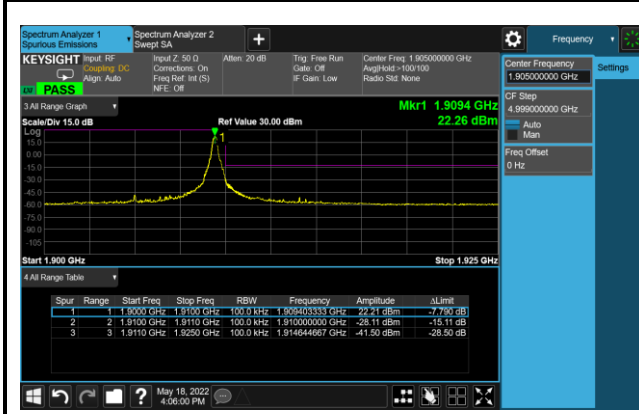 Spectrum Analyzer 1
Spurious Emissions
Spectrum Analyzer 2
Swept SA
+
Frequency
KEYSIGHT
Input: RF
Coupling: DC
Align: Auto
Input Z: 50 Ω
Corrections: On
Freq Ref: Int (S)
NFE: Off
Atten: 20 dB
Trig: Free Run
Gate: Off
IF Gain: Low
Center Freq: 1.905000000 GHz
Avg|Hold:>100/100
Radio Std: None
PASS
Center Frequency
1.905000000 GHz
Settings
CF Step
4.999000000 GHz
Auto
Man
Freq Offset
0 Hz
3 All Range Graph
Mkr1 1.9094 GHz
Scale/Div 15.0 dB
Ref Value 30.00 dBm
22.26 dBm
Log
15.0
0.00
-15.0
-30.0
-45.0
-60.0
-75.0
-90.0
-105
1
Start 1.900 GHz
Stop 1.925 GHz
4 All Range Table
Spur Range Start Freq Stop Freq RBW Frequency Amplitude ΔLimit
1 1 1.9000 GHz 1.9100 GHz 100.0 kHz 1.909403333 GHz 22.21 dBm -7.790 dB
2 2 1.9100 GHz 1.9110 GHz 100.0 kHz 1.910000000 GHz -28.11 dBm -15.11 dB
3 3 1.9110 GHz 1.9250 GHz 100.0 kHz 1.914644667 GHz -41.50 dBm -28.50 dB
?
May 18, 2022
4:06:00 PM